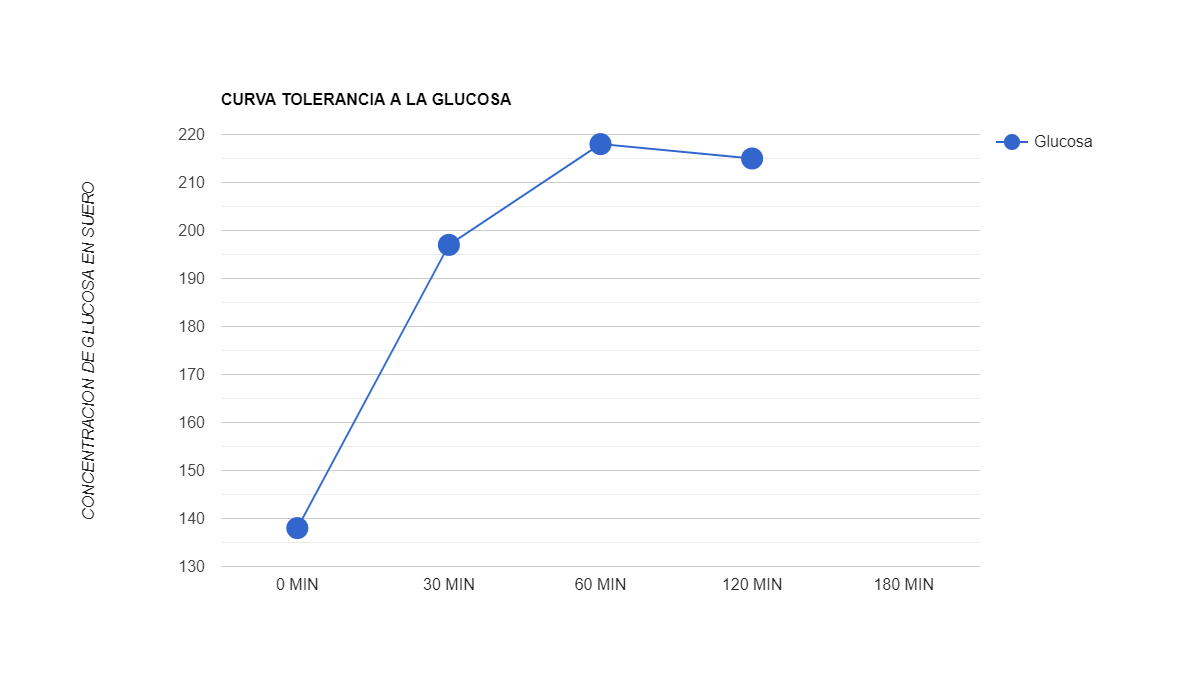 CURVA TOLERANCIA A LA GLUCOSA
Glucosa
CONCENTRACION DE GLUCOSA EN SUERO
220
210
200
190
180
170
160
150
140
130
0 MIN
30 MIN
60 MIN
120 MIN
180 MIN